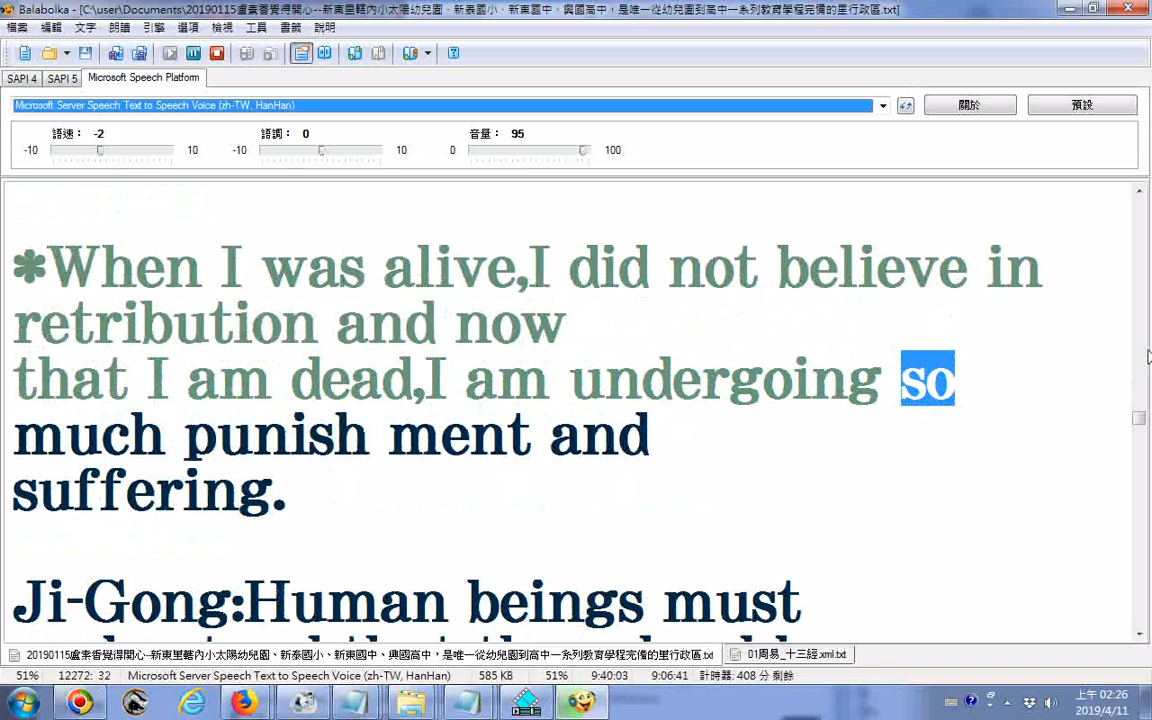 Balabolka - [C:\user\Documents\20190115盧素香覺得開心--新東里轄內小太陽幼兒園、新泰國小、新東國中、興國高中，是唯一從幼兒園到高中一系列教育學程完備的里行政區.txt]
檔案 編輯 文字 朗讀 引擎 選項 檢視 工具 書籤 說明
SAPI 4 SAPI 5 Microsoft Speech Platform
Microsoft Server Speech Text to Speech Voice (zh-TW, HanHan) 關於 預設
語速： -2 語調： 0 音量： 95
-10 10 -10 10 0 100
*When I was alive,I did not believe in
retribution and now
that I am dead,I am undergoing so
much punish ment and
suffering.
Ji-Gong:Human beings must
20190115盧素香覺得開心--新東里轄內小太陽幼兒園、新泰國小、新東國中、興國高中，是唯一從幼兒園到高中一系列教育學程完備的里行政區.txt 01周易_十三經.xml.txt
51% 12272: 32 Microsoft Server Speech Text to Speech Voice (zh-TW, HanHan) 585 KB 51% 9:40:03 9:06:41 計時器: 408 分 剩餘
上午 02:26
2019/4/11